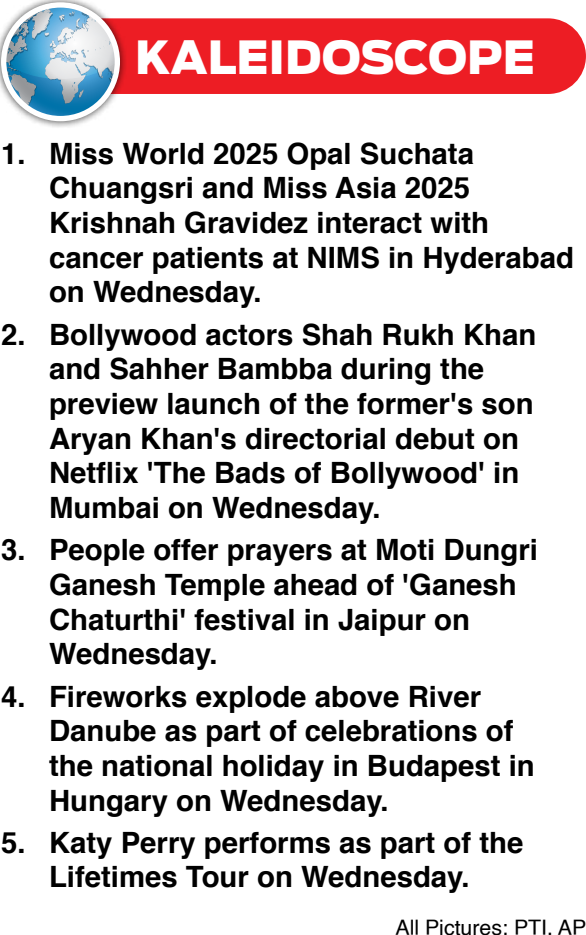 KALEIDOSCOPE
1. Miss World 2025 Opal Suchata
Chuangsri and Miss Asia 2025
Krishnah Gravidez interact with
cancer patients at NIMS in Hyderabad
on Wednesday.
2. Bollywood actors Shah Rukh Khan
and Sahher Bambba during the
preview launch of the former's son
Aryan Khan's directorial debut on
Netflix 'The Bads of Bollywood' in
Mumbai on Wednesday.
3. People offer prayers at Moti Dungri
Ganesh Temple ahead of 'Ganesh
Chaturthi' festival in Jaipur on
Wednesday.
4. Fireworks explode above River
Danube as part of celebrations of
the national holiday in Budapest in
Hungary on Wednesday.
5. Katy Perry performs as part of the
Lifetimes Tour on Wednesday.
All Pictures: PTI. AP